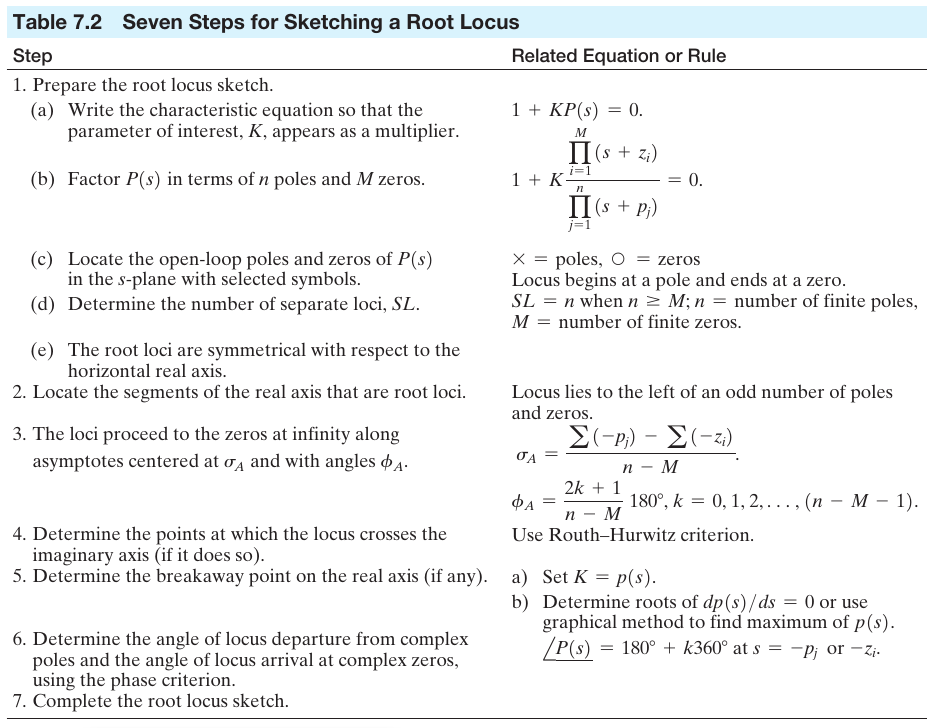 Table 7.2 Seven Steps for Sketching a Root Locus
Step Related Equation or Rule
1. Prepare the root locus sketch.
(a) Write the characteristic equation so that the 1 + KP(s) = 0.
parameter of interest, K, appears as a multiplier.
(b) Factor P(s) in terms of n poles and M zeros. 1 + K \frac{\prod_{i=1}^{M}(s + z_i)}{\prod_{j=1}^{n}(s + p_j)} = 0.
(c) Locate the open-loop poles and zeros of P(s) × = poles, ○ = zeros
in the s-plane with selected symbols. Locus begins at a pole and ends at a zero.
(d) Determine the number of separate loci, SL. SL = n when n ≥ M; n = number of finite poles,
M = number of finite zeros.
(e) The root loci are symmetrical with respect to the
horizontal real axis.
2. Locate the segments of the real axis that are root loci. Locus lies to the left of an odd number of poles
and zeros.
3. The loci proceed to the zeros at infinity along
asymptotes centered at σ_A and with angles ϕ_A. σ_A = \frac{∑(−p_j) − ∑(−z_i)}{n − M}.
ϕ_A = \frac{2k + 1}{n − M} 180°, k = 0, 1, 2, . . . , (n − M − 1).
4. Determine the points at which the locus crosses the Use Routh–Hurwitz criterion.
imaginary axis (if it does so).
5. Determine the breakaway point on the real axis (if any). a) Set K = p(s).
b) Determine roots of dp(s)/ds = 0 or use
graphical method to find maximum of p(s).
6. Determine the angle of locus departure from complex ∠P(s) = 180° + k360° at s = −p_j or −z_i.
poles and the angle of locus arrival at complex zeros,
using the phase criterion.
7. Complete the root locus sketch.